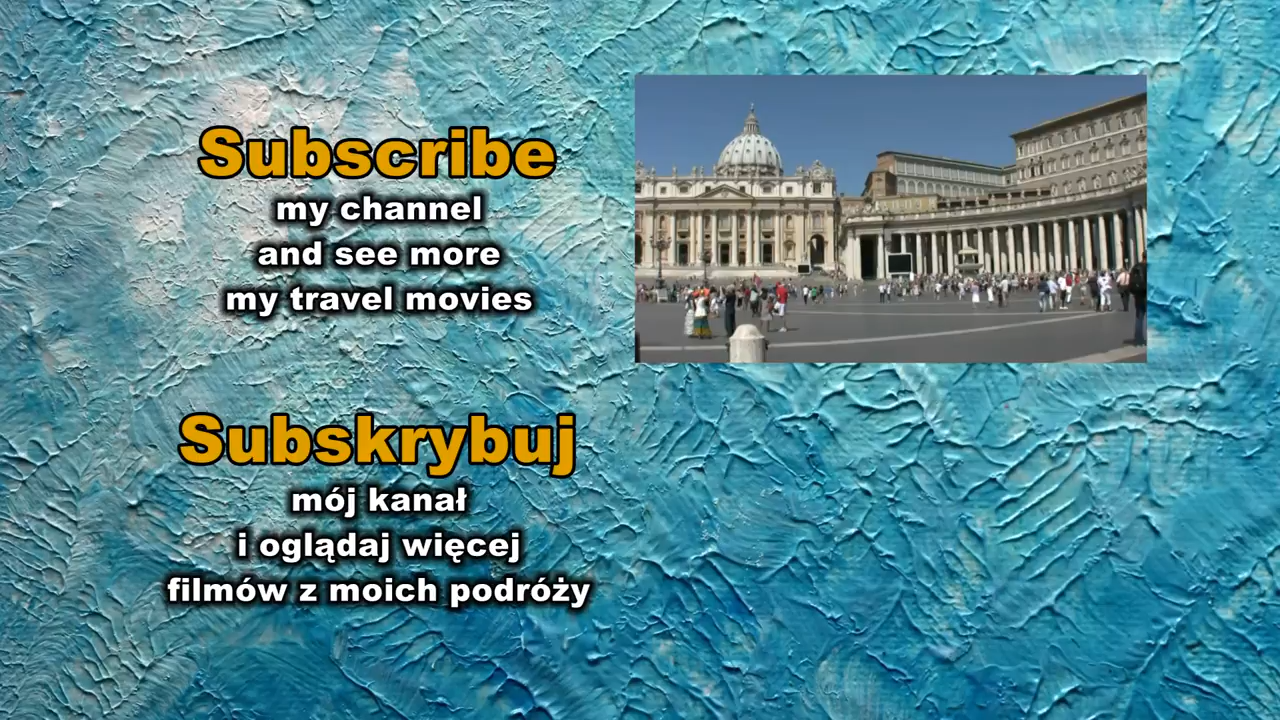 Subscribe
my channel
and see more
my travel movies
Subskrybuj
mój kanał
i oglądaj więcej
filmów z moich podróży